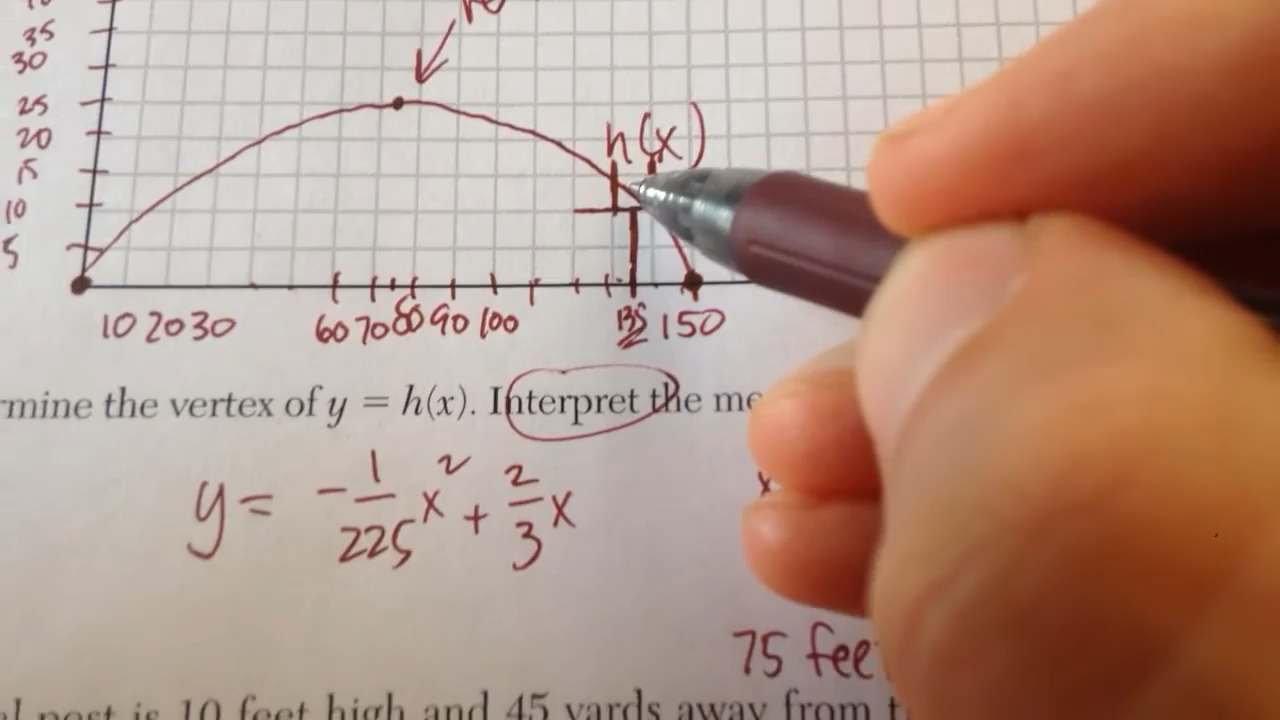 35
30
25
20
15
10
5
h(x)
10 20 30 60 70 80 90 100 135 150
mine the vertex of y = h(x). Interpret the me
y = -1/225 x² + 2/3 x
x
75 fee
post is 10 feet high and 45 yards away from